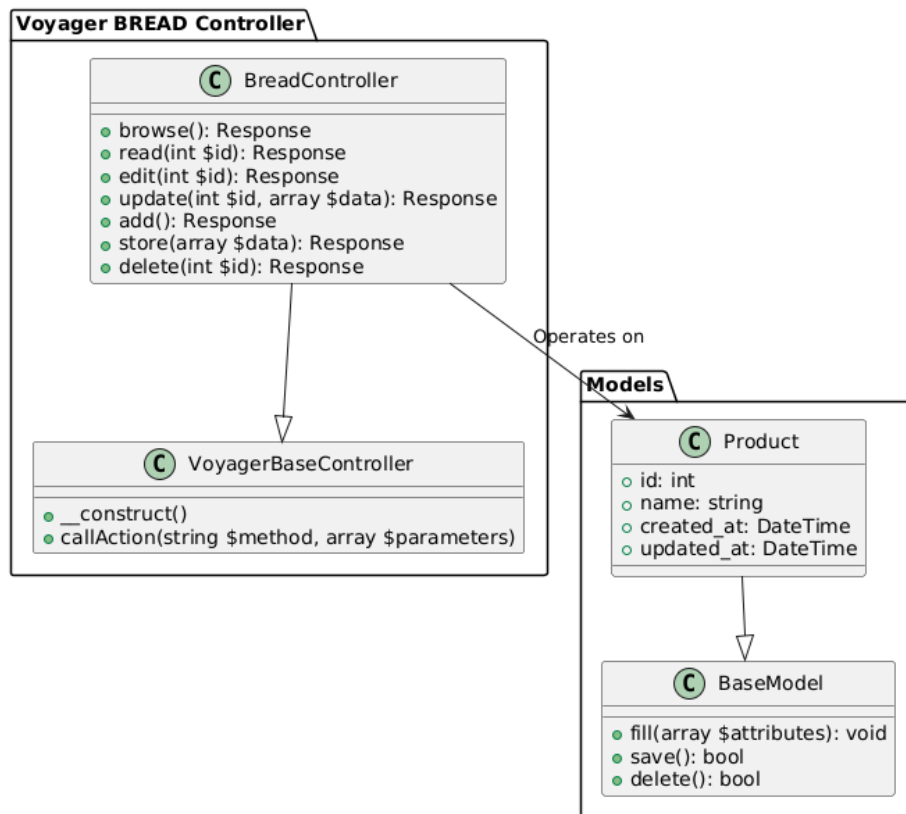 Voyager BREAD Controller
C BreadController
browse(): Response
read(int $id): Response
edit(int $id): Response
update(int $id, array $data): Response
add(): Response
store(array $data): Response
delete(int $id): Response
Operates on
C VoyagerBaseController
__construct()
callAction(string $method, array $parameters)
Models
C Product
id: int
name: string
created_at: DateTime
updated_at: DateTime
C BaseModel
fill(array $attributes): void
save(): bool
delete(): bool